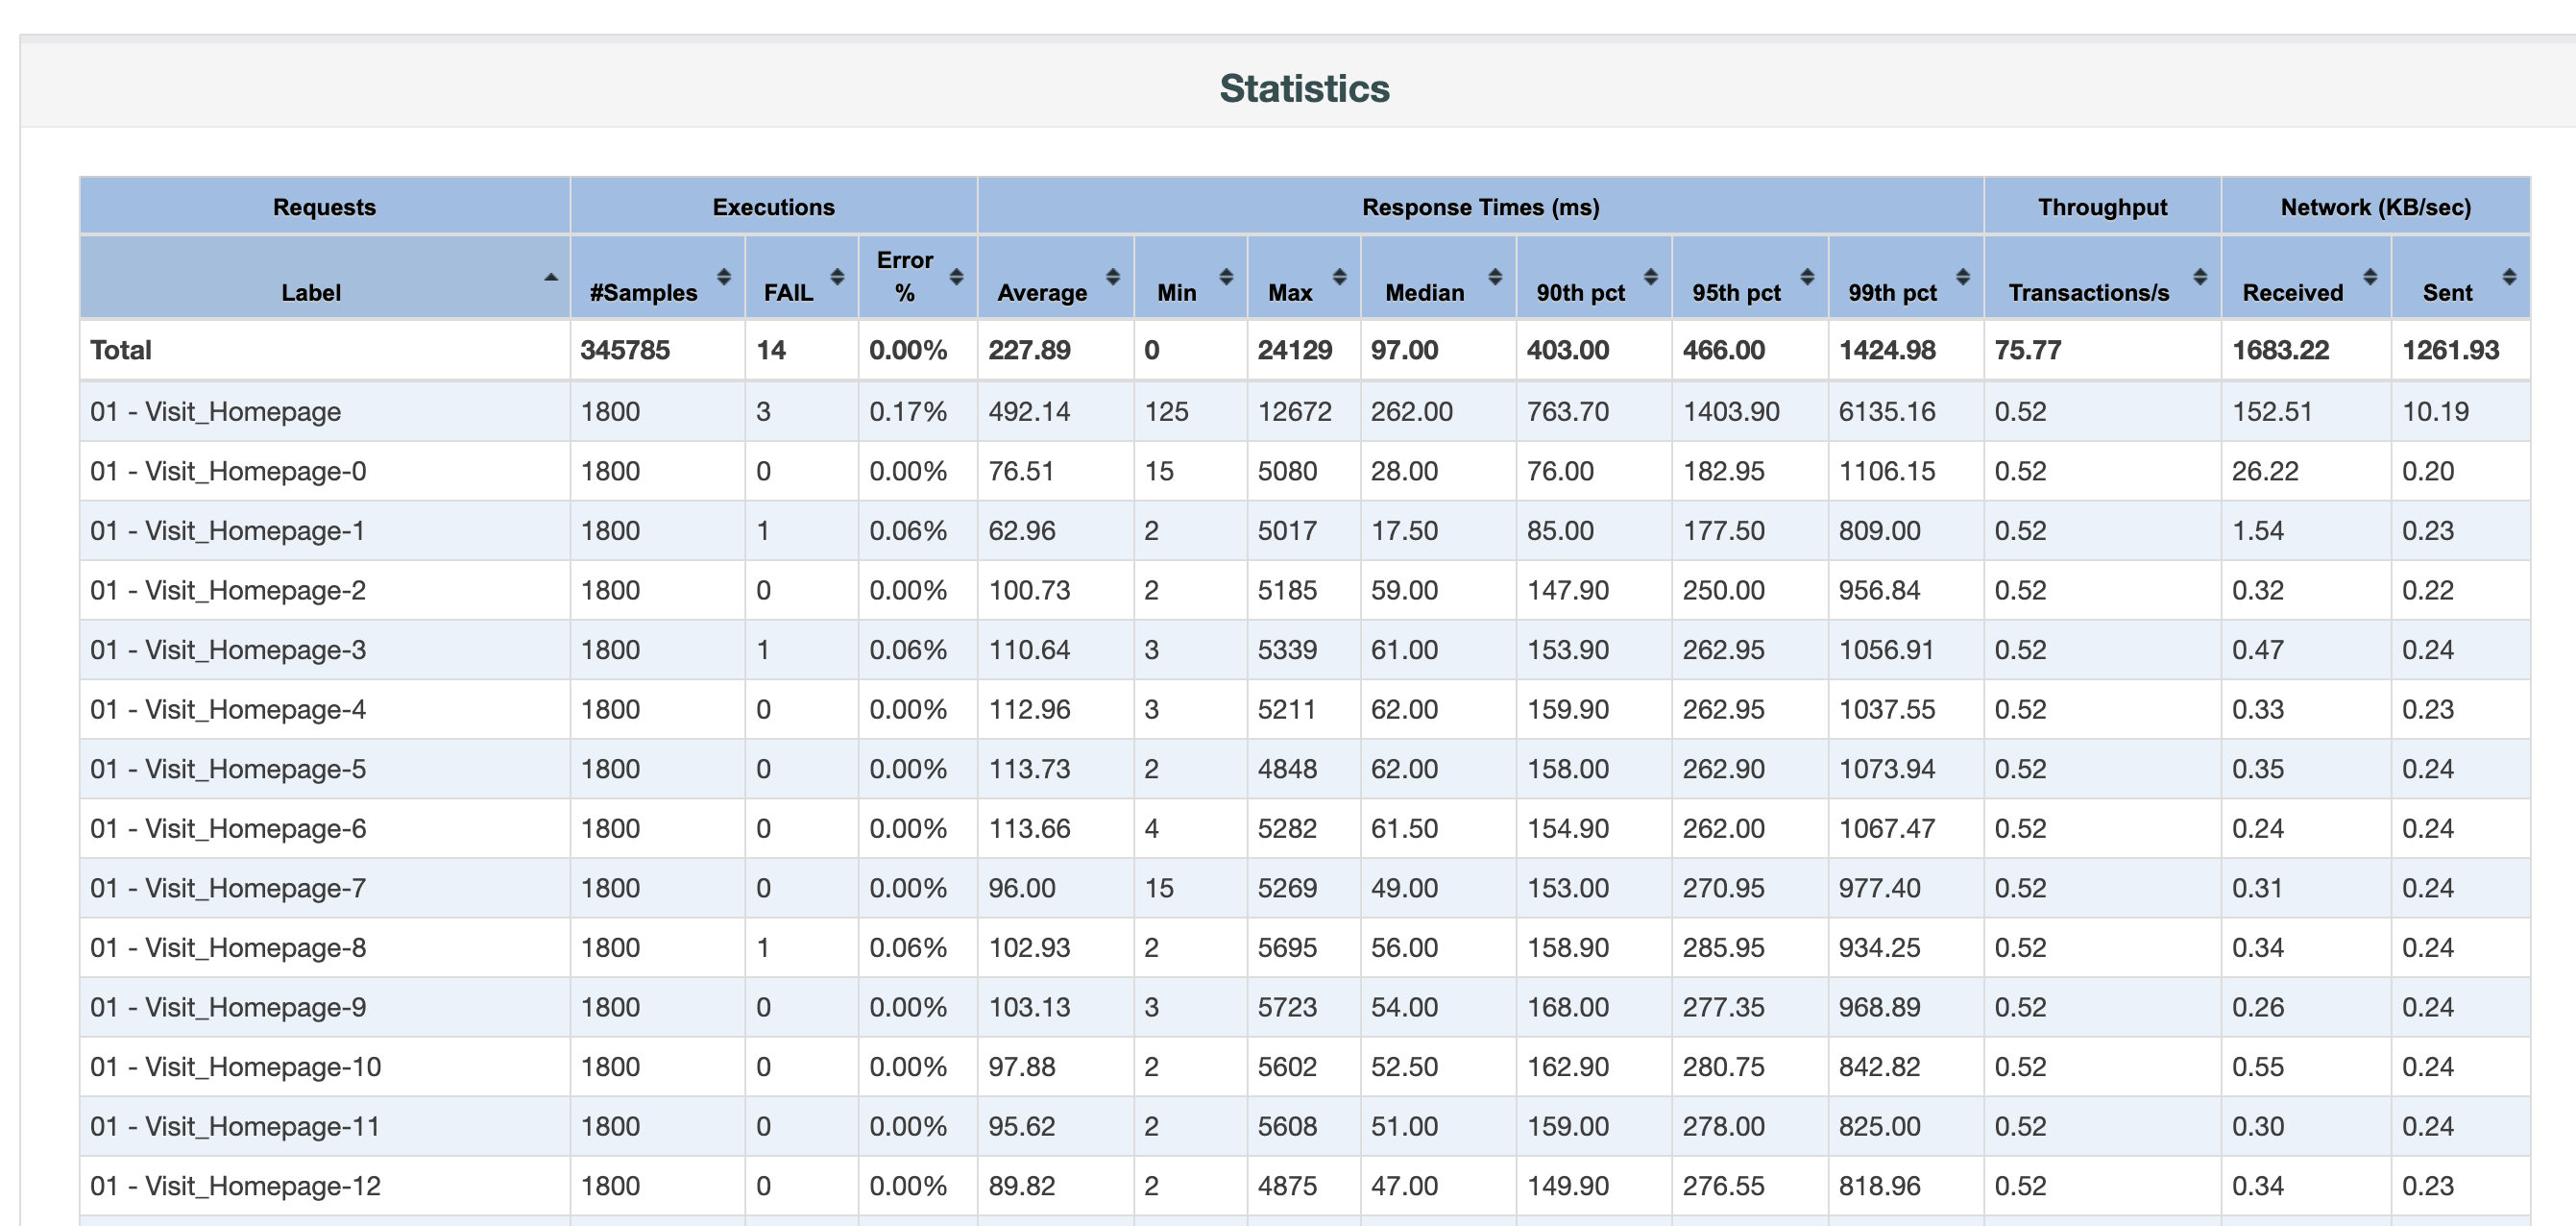 Statistics
Requests Executions Response Times (ms) Throughput Network (KB/sec)
Label #Samples FAIL Error % Average Min Max Median 90th pct 95th pct 99th pct Transactions/s Received Sent
Total 345785 14 0.00% 227.89 0 24129 97.00 403.00 466.00 1424.98 75.77 1683.22 1261.93
01 - Visit_Homepage 1800 3 0.17% 492.14 125 12672 262.00 763.70 1403.90 6135.16 0.52 152.51 10.19
01 - Visit_Homepage-0 1800 0 0.00% 76.51 15 5080 28.00 76.00 182.95 1106.15 0.52 26.22 0.20
01 - Visit_Homepage-1 1800 1 0.06% 62.96 2 5017 17.50 85.00 177.50 809.00 0.52 1.54 0.23
01 - Visit_Homepage-2 1800 0 0.00% 100.73 2 5185 59.00 147.90 250.00 956.84 0.52 0.32 0.22
01 - Visit_Homepage-3 1800 1 0.06% 110.64 3 5339 61.00 153.90 262.95 1056.91 0.52 0.47 0.24
01 - Visit_Homepage-4 1800 0 0.00% 112.96 3 5211 62.00 159.90 262.95 1037.55 0.52 0.33 0.23
01 - Visit_Homepage-5 1800 0 0.00% 113.73 2 4848 62.00 158.00 262.90 1073.94 0.52 0.35 0.24
01 - Visit_Homepage-6 1800 0 0.00% 113.66 4 5282 61.50 154.90 262.00 1067.47 0.52 0.24 0.24
01 - Visit_Homepage-7 1800 0 0.00% 96.00 15 5269 49.00 153.00 270.95 977.40 0.52 0.31 0.24
01 - Visit_Homepage-8 1800 1 0.06% 102.93 2 5695 56.00 158.90 285.95 934.25 0.52 0.34 0.24
01 - Visit_Homepage-9 1800 0 0.00% 103.13 3 5723 54.00 168.00 277.35 968.89 0.52 0.26 0.24
01 - Visit_Homepage-10 1800 0 0.00% 97.88 2 5602 52.50 162.90 280.75 842.82 0.52 0.55 0.24
01 - Visit_Homepage-11 1800 0 0.00% 95.62 2 5608 51.00 159.00 278.00 825.00 0.52 0.30 0.24
01 - Visit_Homepage-12 1800 0 0.00% 89.82 2 4875 47.00 149.90 276.55 818.96 0.52 0.34 0.23